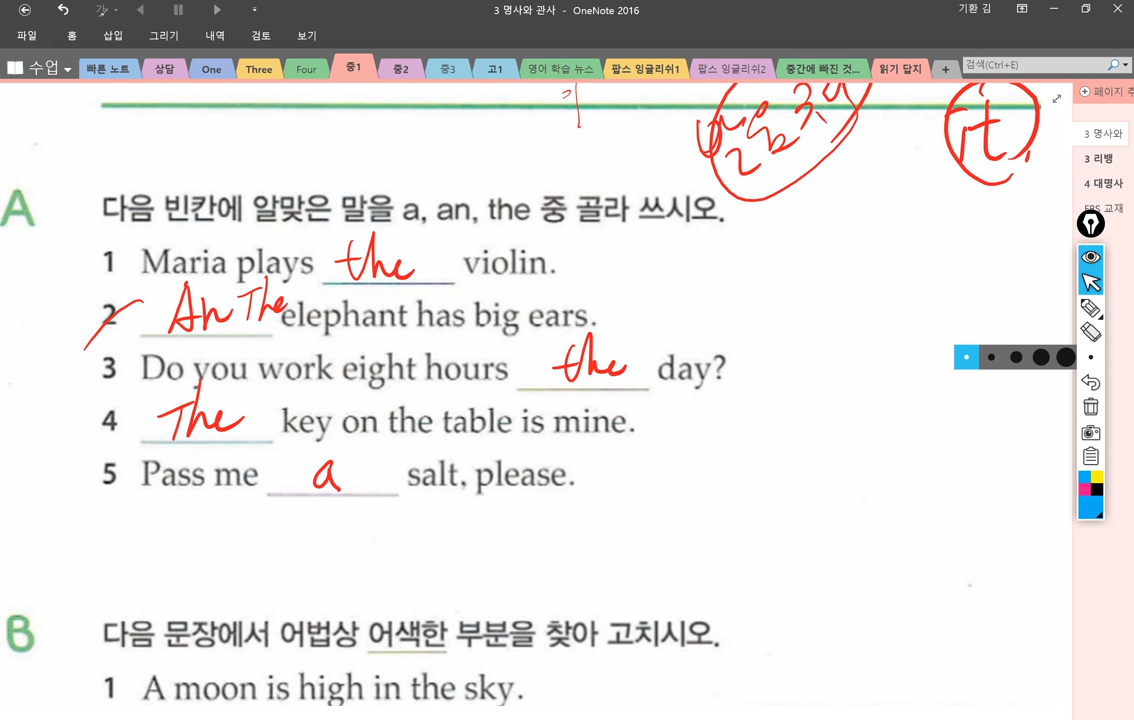 3 명사와 관사 - OneNote 2016
기환 김
파일 홈 삽입 그리기 내역 검토 보기
수업 빠른 노트 상담 One Three Four 중1 중2 중3 고1 영어 학습 뉴스 팝스 잉글리쉬1 팝스 잉글리쉬2 중간에 빠진 것... 읽기 답지 + 검색(Ctrl+E)
페이지 추
3 명사와
3 리뱅
4 대명사
EBS 교재
it
A 다음 빈칸에 알맞은 말을 a, an, the 중 골라 쓰시오.
1 Maria plays the violin.
2 An The elephant has big ears.
3 Do you work eight hours the day?
4 The key on the table is mine.
5 Pass me a salt, please.
B 다음 문장에서 어법상 어색한 부분을 찾아 고치시오.
1 A moon is high in the sky.